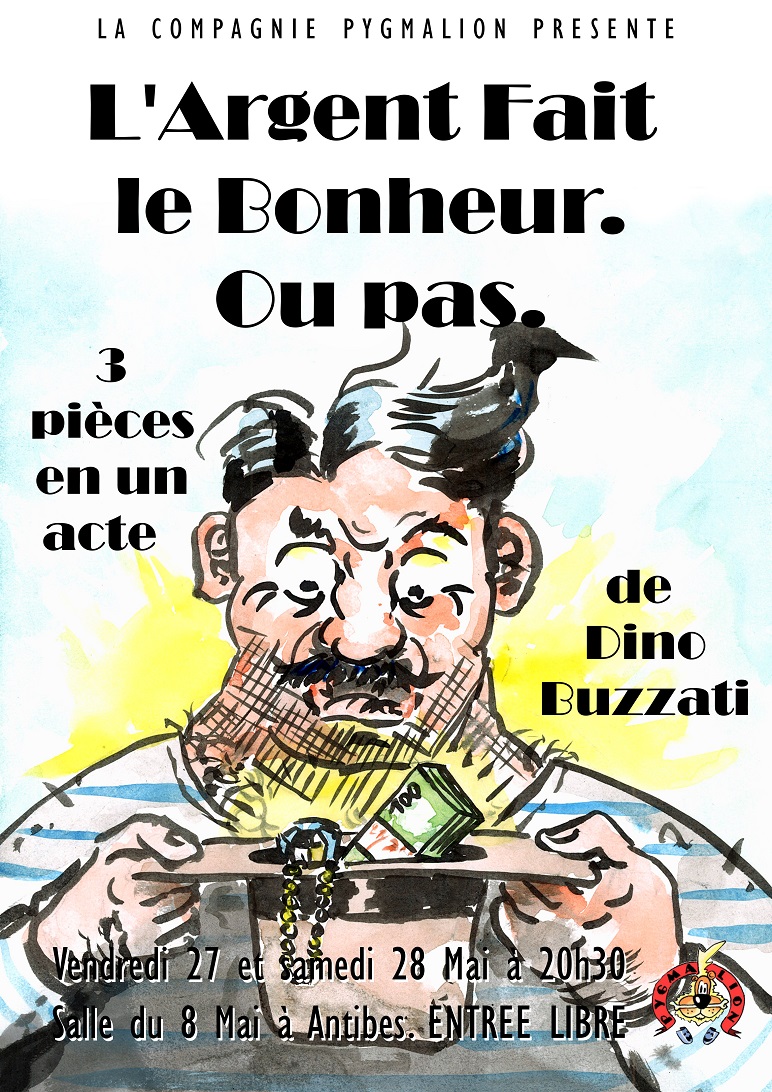 LA COMPAGNIE PYGMALION PRESENTE
L'Argent Fait
le Bonheur.
Ou pas.
3
pièces
en un
acte
de
Dino
Buzzati
100
Vendredi 27 et samedi 28 Mai à 20h30
Salle du 8 Mai à Antibes. ENTREE LIBRE
PYGMALION